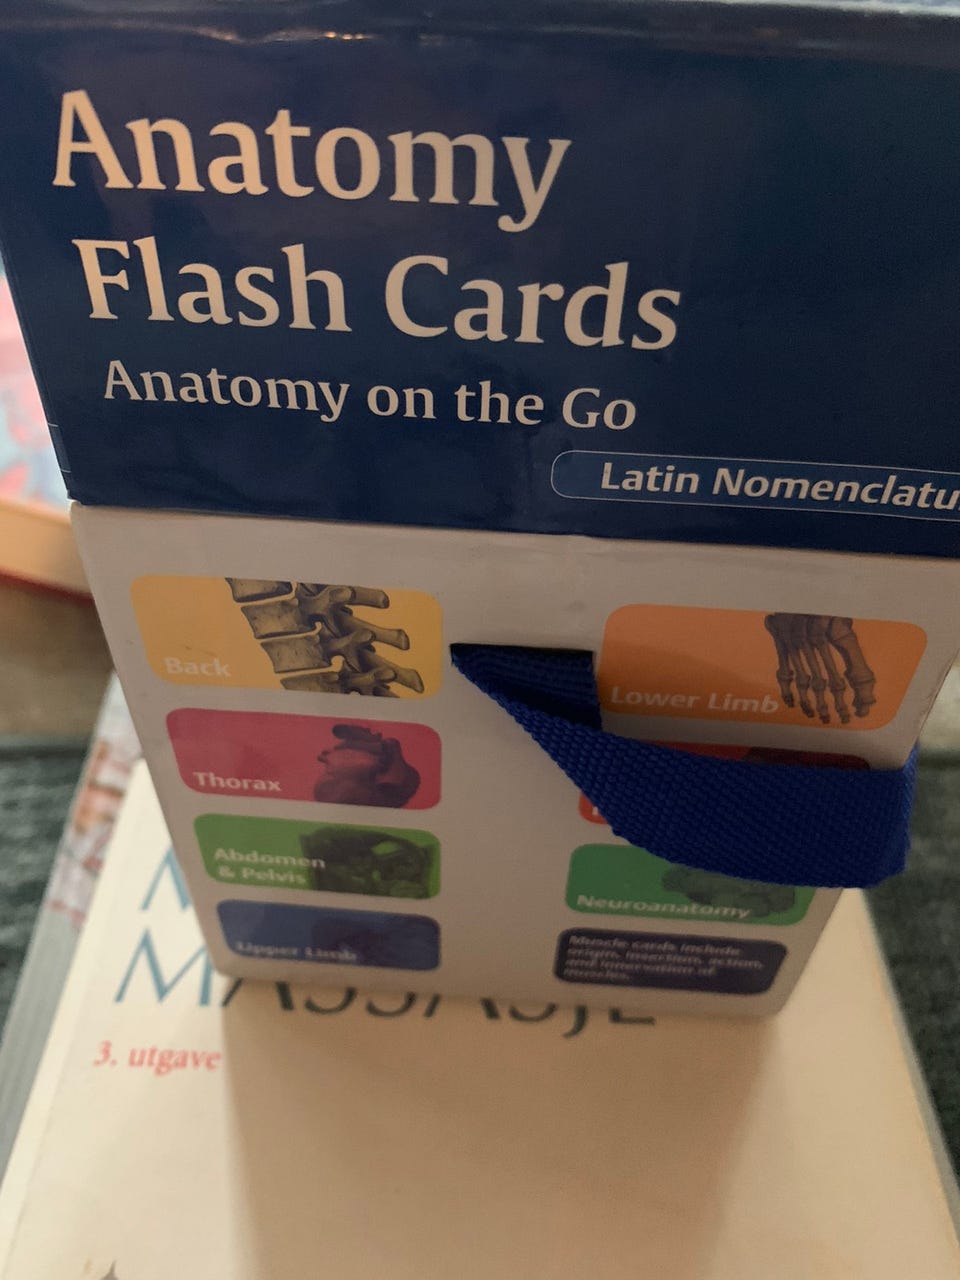 Anatomy
Flash Cards
Anatomy on the Go
Latin Nomenclatu
Back
Lower Limb
Thorax
Abdomen
& Pelvis
Neuroanatomy
Upper Limb
Muscle cards include
origin, insertion, action,
and innervation of
muscles.
MASSASJE
3. utgave